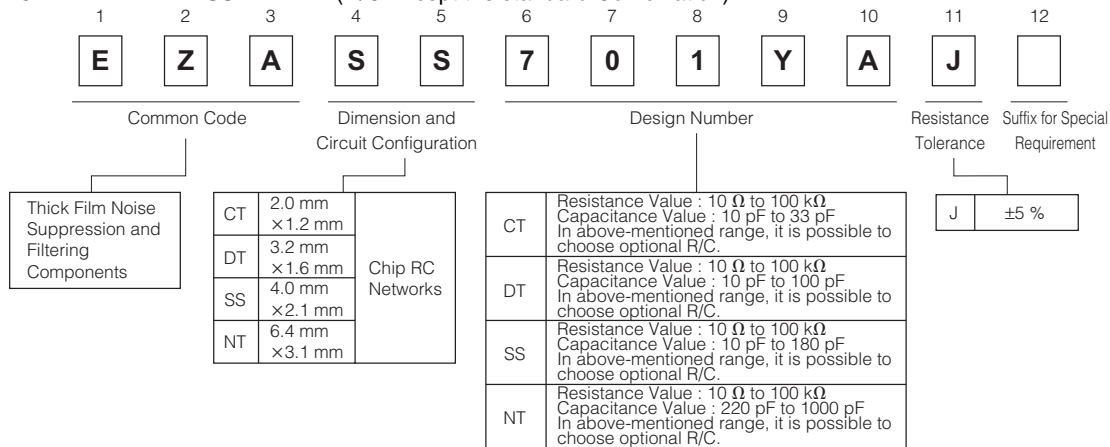 1 2 3 4 5 6 7 8 9 10 11 12
E Z A S S 7 0 1 Y A J
Common Code
Dimension and
Circuit Configuration
Design Number
Resistance
Tolerance
Suffix for Special
Requirement
Thick Film Noise
Suppression and
Filtering
Components
CT 2.0 mm
×1.2 mm
DT 3.2 mm
×1.6 mm
SS 4.0 mm
×2.1 mm
NT 6.4 mm
×3.1 mm
Chip RC
Networks
CT
Resistance Value : 10 Ω to 100 kΩ
Capacitance Value : 10 pF to 33 pF
In above-mentioned range, it is possible to
choose optional R/C.
DT
Resistance Value : 10 Ω to 100 kΩ
Capacitance Value : 10 pF to 100 pF
In above-mentioned range, it is possible to
choose optional R/C.
SS
Resistance Value : 10 Ω to 100 kΩ
Capacitance Value : 10 pF to 180 pF
In above-mentioned range, it is possible to
choose optional R/C.
NT
Resistance Value : 10 Ω to 100 kΩ
Capacitance Value : 220 pF to 1000 pF
In above-mentioned range, it is possible to
choose optional R/C.
J ±5 %